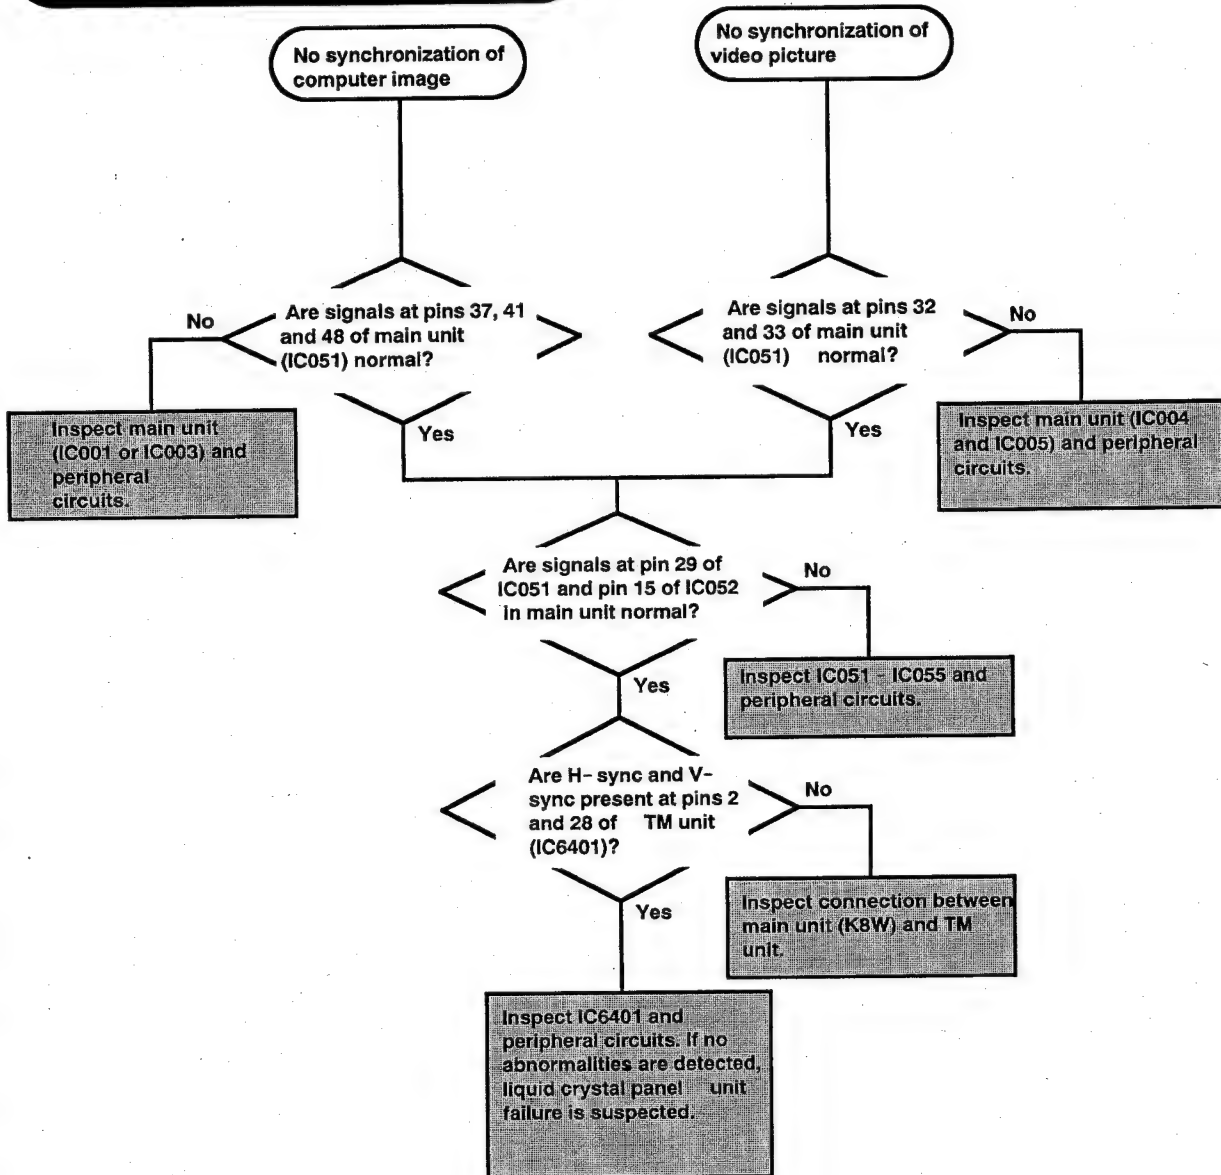 No synchronization of
computer image
No synchronization of
video picture
Are signals at pins 37, 41
and 48 of main unit
(IC051) normal?
No
Yes
Are signals at pins 32
and 33 of main unit
(IC051) normal?
No
Yes
Inspect main unit
(IC001 or IC003) and
peripheral
circuits.
Inspect main unit (IC004
and IC005) and peripheral
circuits.
Are signals at pin 29 of
IC051 and pin 15 of IC052
in main unit normal?
No
Yes
Inspect IC051 - IC055 and
peripheral circuits.
Are H- sync and V-
sync present at pins 2
and 28 of TM unit
(IC6401)?
No
Yes
Inspect connection between
main unit (K8W) and TM
unit.
Inspect IC6401 and
peripheral circuits. If no
abnormalities are detected,
liquid crystal panel unit
failure is suspected.